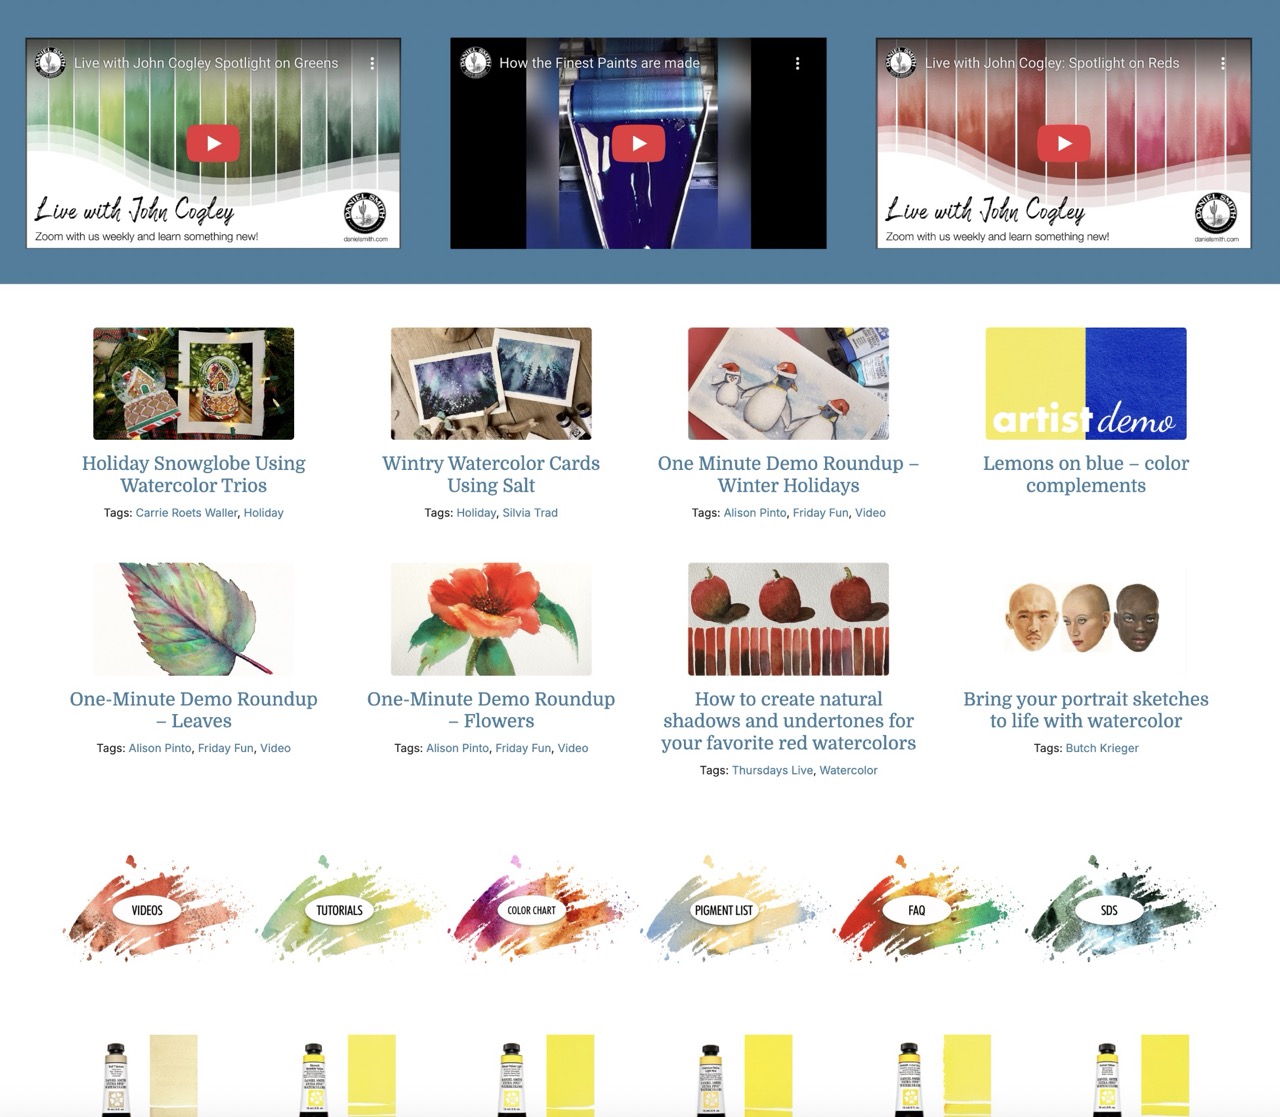 Live with John Cogley Spotlight on Greens
Live with John Cogley
Zoom with us weekly and learn something new!
DANIEL SMITH
danielsmith.com
How the Finest Paints are made
Live with John Cogley: Spotlight on Reds
Live with John Cogley
Zoom with us weekly and learn something new!
DANIEL SMITH
danielsmith.com
artist demo
Holiday Snowglobe Using
Watercolor Trios
Tags: Carrie Roets Waller, Holiday
Wintry Watercolor Cards
Using Salt
Tags: Holiday, Silvia Trad
One Minute Demo Roundup –
Winter Holidays
Tags: Alison Pinto, Friday Fun, Video
Lemons on blue – color
complements
One-Minute Demo Roundup
– Leaves
Tags: Alison Pinto, Friday Fun, Video
One-Minute Demo Roundup
– Flowers
Tags: Alison Pinto, Friday Fun, Video
How to create natural
shadows and undertones for
your favorite red watercolors
Tags: Thursdays Live, Watercolor
Bring your portrait sketches
to life with watercolor
Tags: Butch Krieger
VIDEOS
TUTORIALS
COLOR CHART
PIGMENT LIST
FAQ
SDS